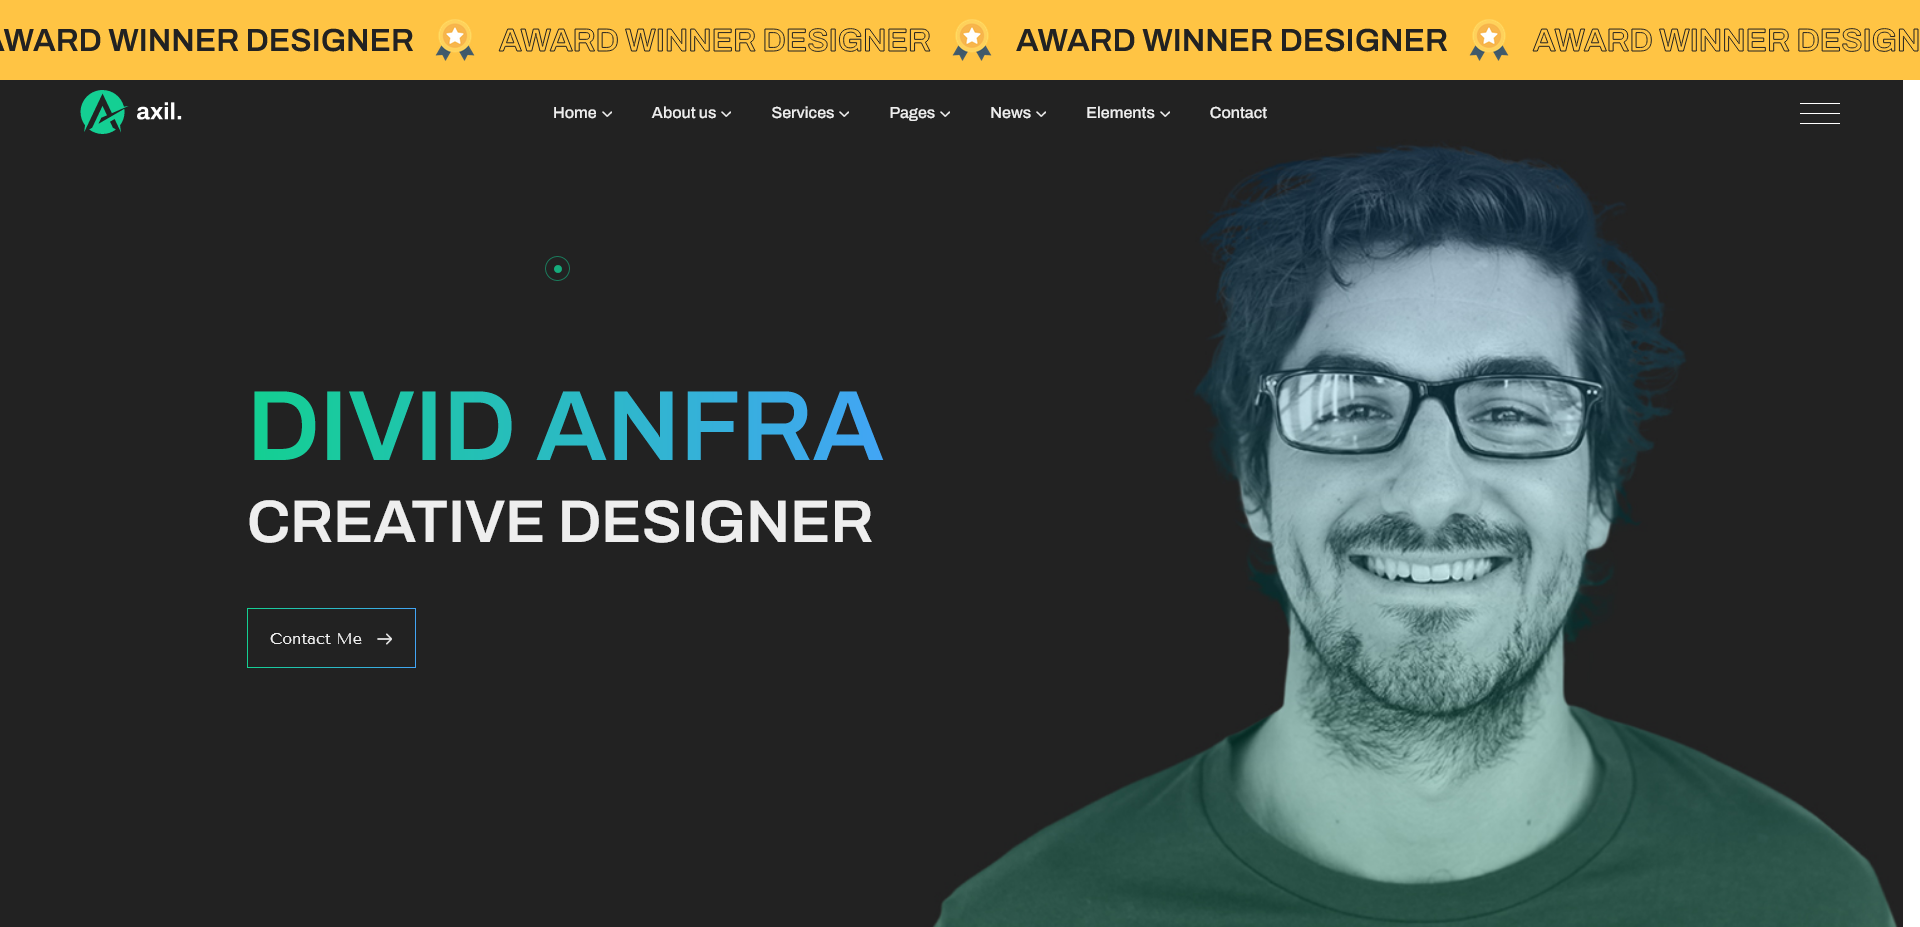 AWARD WINNER DESIGNER AWARD WINNER DESIGNER AWARD WINNER DESIGNER AWARD WINNER DESIGN
axil. Home About us Services Pages News Elements Contact
DIVID ANFRA
CREATIVE DESIGNER
Contact Me